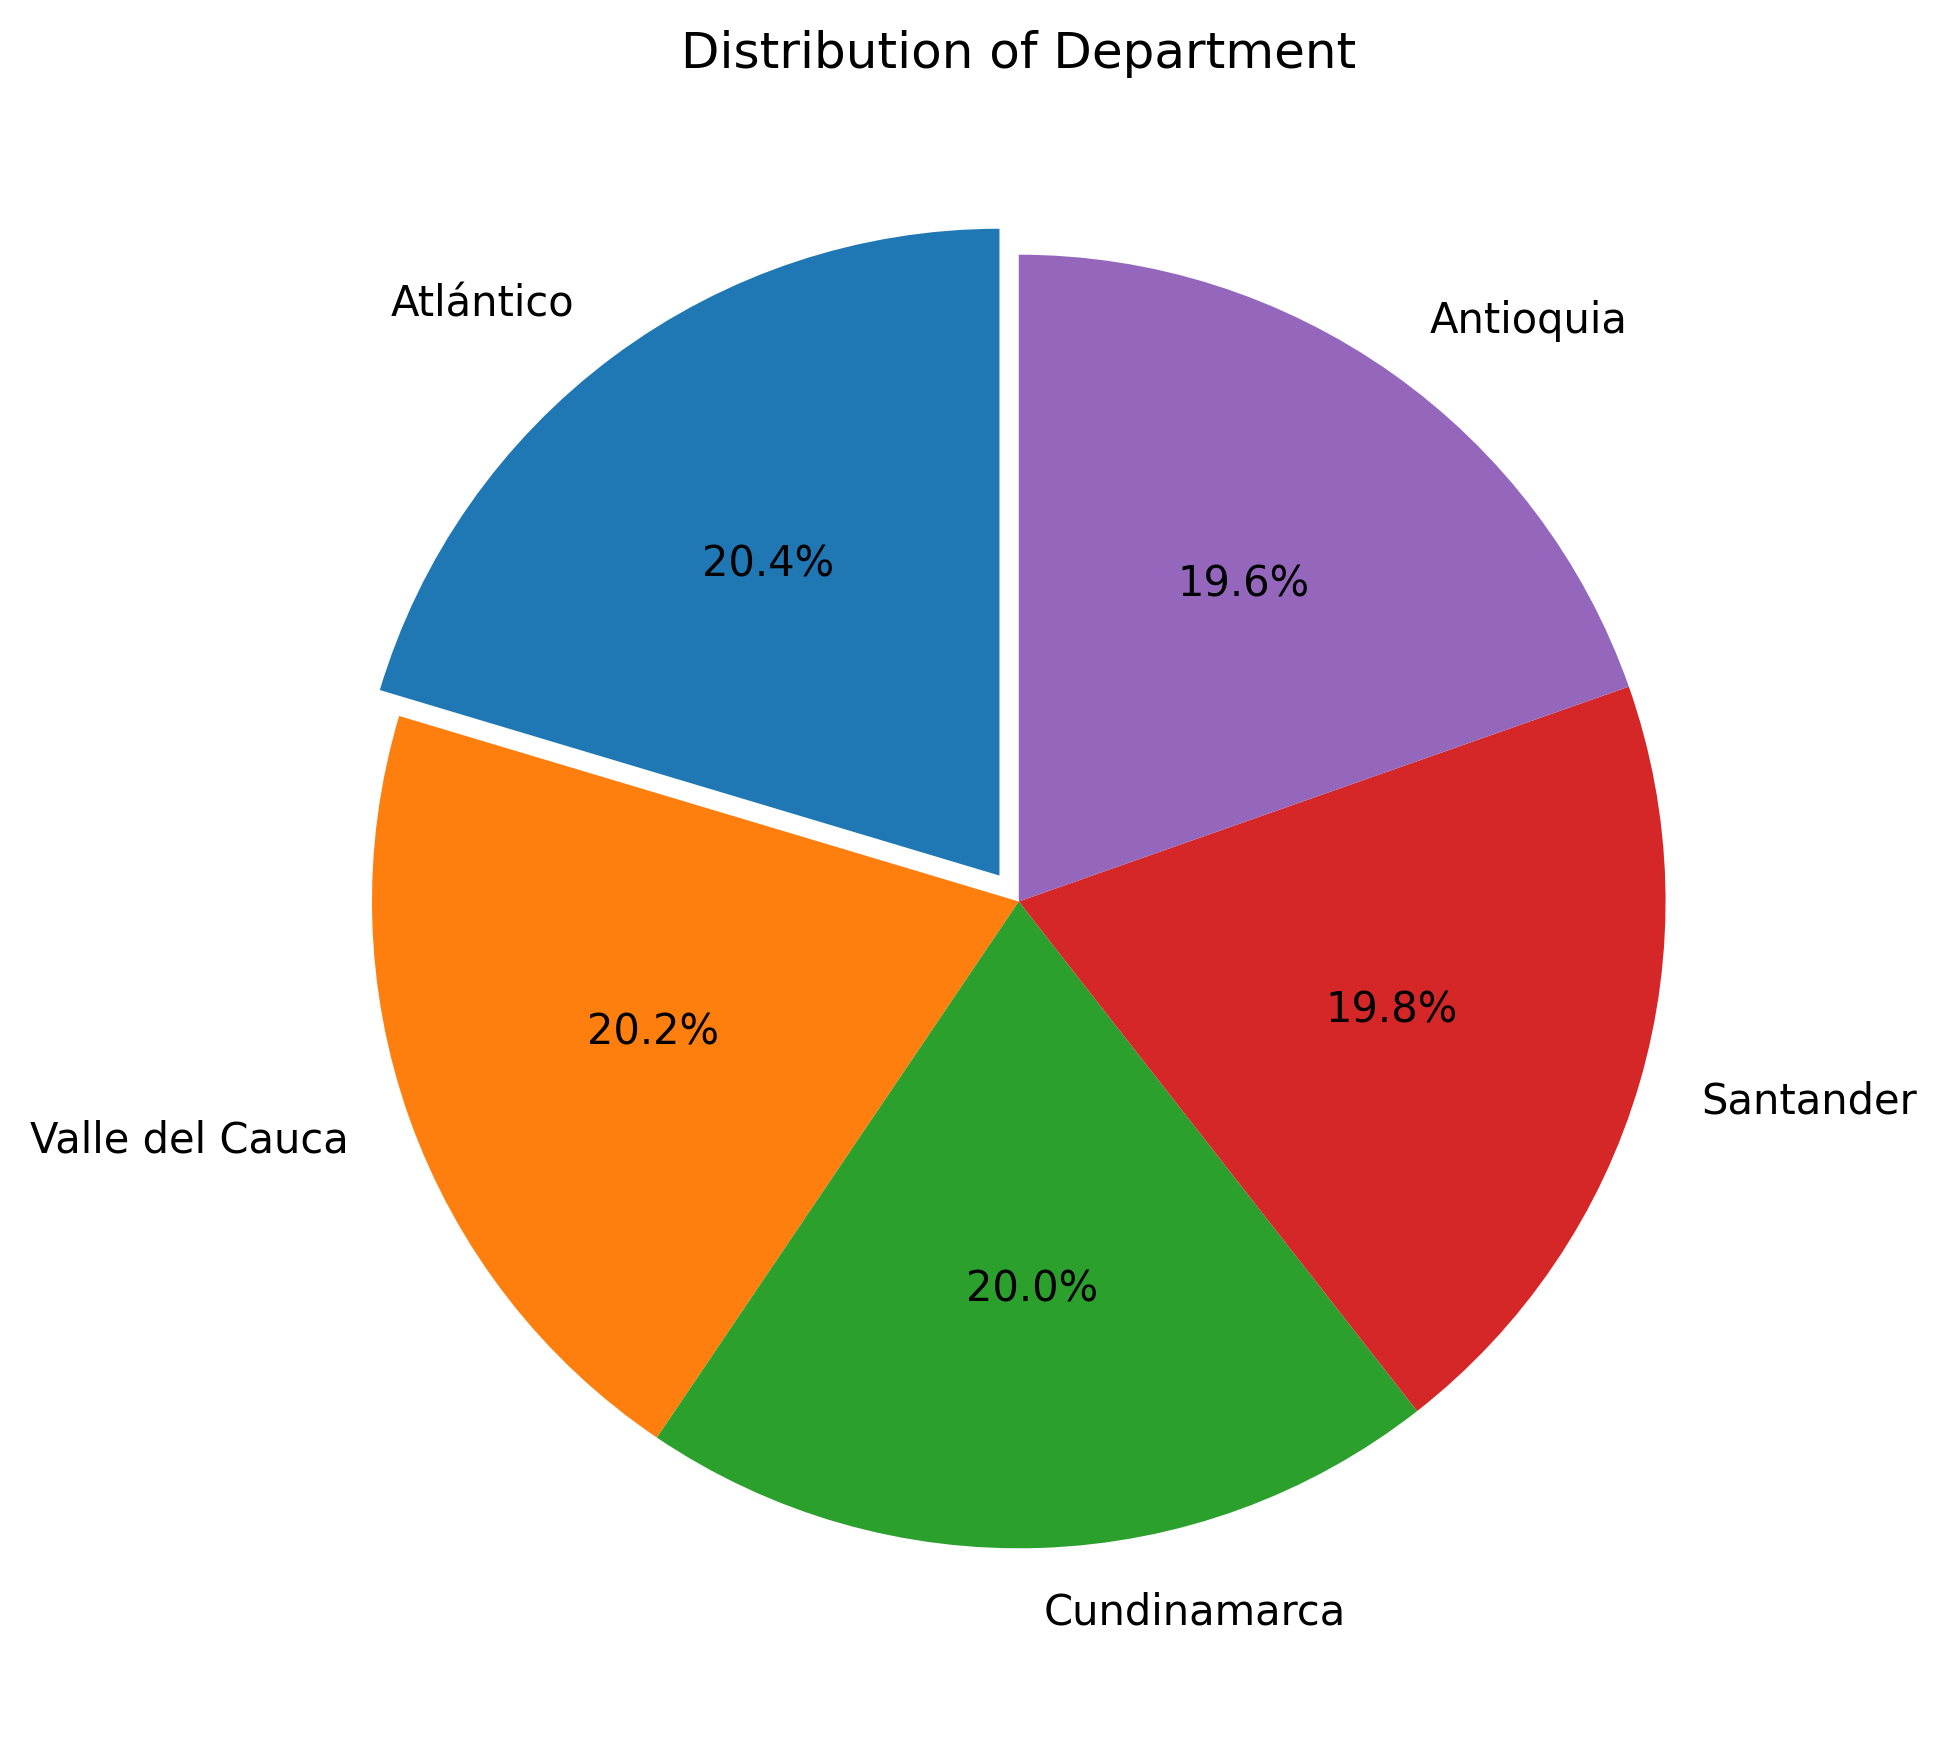 Distribution of Department
Atlántico
Antioquia
20.4%
19.6%
19.8%
20.2%
Santander
Valle del Cauca
20.0%
Cundinamarca